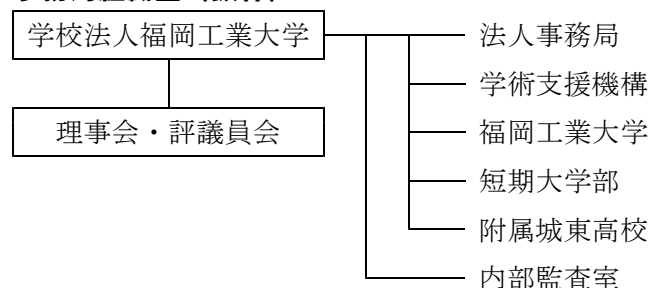 学校法人福岡工業大学
理事会・評議員会
法人事務局
学術支援機構
福岡工業大学
短期大学部
附属城東高校
内部監査室